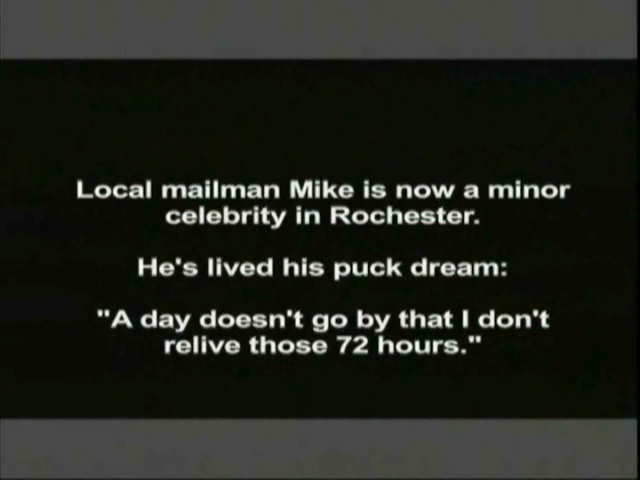 Local mailman Mike is now a minor
celebrity in Rochester.
He's lived his puck dream:
"A day doesn't go by that I don't
relive those 72 hours."